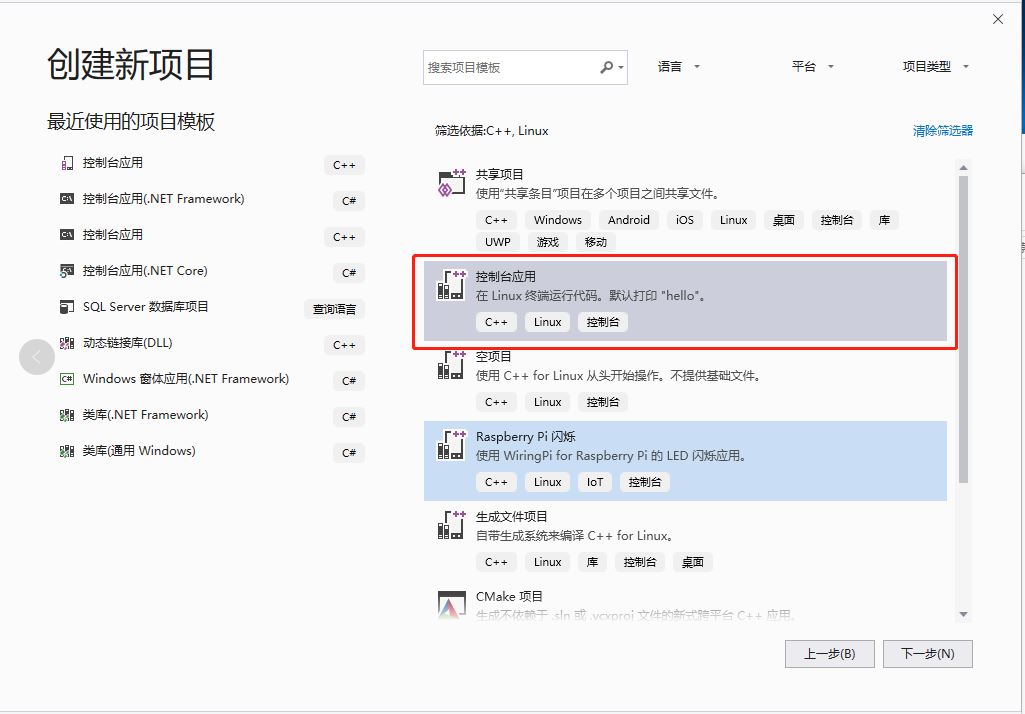 创建新项目
搜索项目模板
语言
平台
项目类型
最近使用的项目模板
筛选依据:C++, Linux
清除筛选器
控制台应用
C++
控制台应用(.NET Framework)
C#
控制台应用
C++
控制台应用(.NET Core)
C#
SQL Server 数据库项目
查询语言
动态链接库(DLL)
C++
Windows 窗体应用(.NET Framework)
C#
类库(.NET Framework)
C#
类库(通用 Windows)
C#
共享项目
使用"共享条目"项目在多个项目之间共享文件。
C++ Windows Android iOS Linux 桌面 控制台 库
UWP 游戏 移动
控制台应用
在 Linux 终端运行代码。默认打印 "hello"。
C++ Linux 控制台
空项目
使用 C++ for Linux 从头开始操作。不提供基础文件。
C++ Linux 控制台
Raspberry Pi 闪烁
使用 WiringPi for Raspberry Pi 的 LED 闪烁应用。
C++ Linux IoT 控制台
生成文件项目
自带生成系统来编译 C++ for Linux。
C++ Linux 库 控制台 桌面
CMake 项目
生成不依赖于 .sln 或 .vcxproj 文件的新式跨平台 C++ 应用。
上一步(B)
下一步(N)